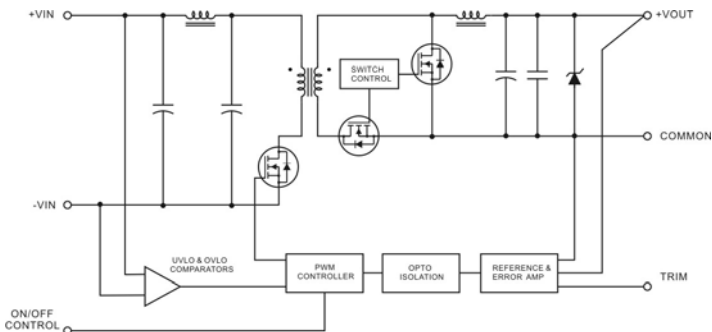 +VIN
+VOUT
SWITCH
CONTROL
COMMON
-VIN
UVLO & OVLO
COMPARATORS
PWM
CONTROLLER
OPTO
ISOLATION
REFERENCE &
ERROR AMP
TRIM
ON/OFF
CONTROL